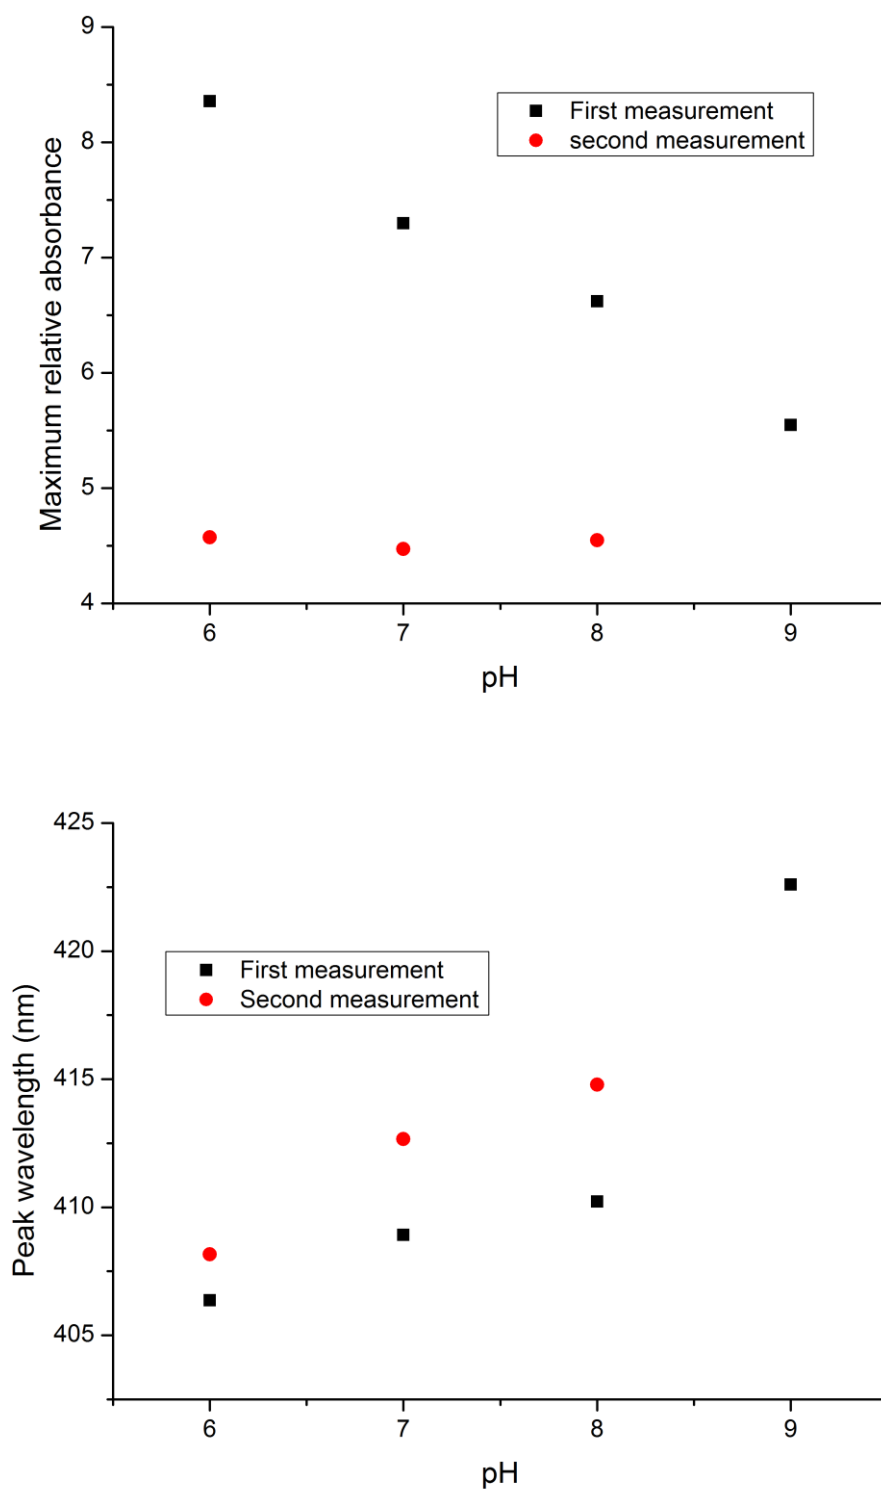 Maximum relative absorbance
9
8
7
6
5
4
First measurement
second measurement
6 7 8 9
pH
Peak wavelength (nm)
425
420
415
410
405
First measurement
Second measurement
6 7 8 9
pH